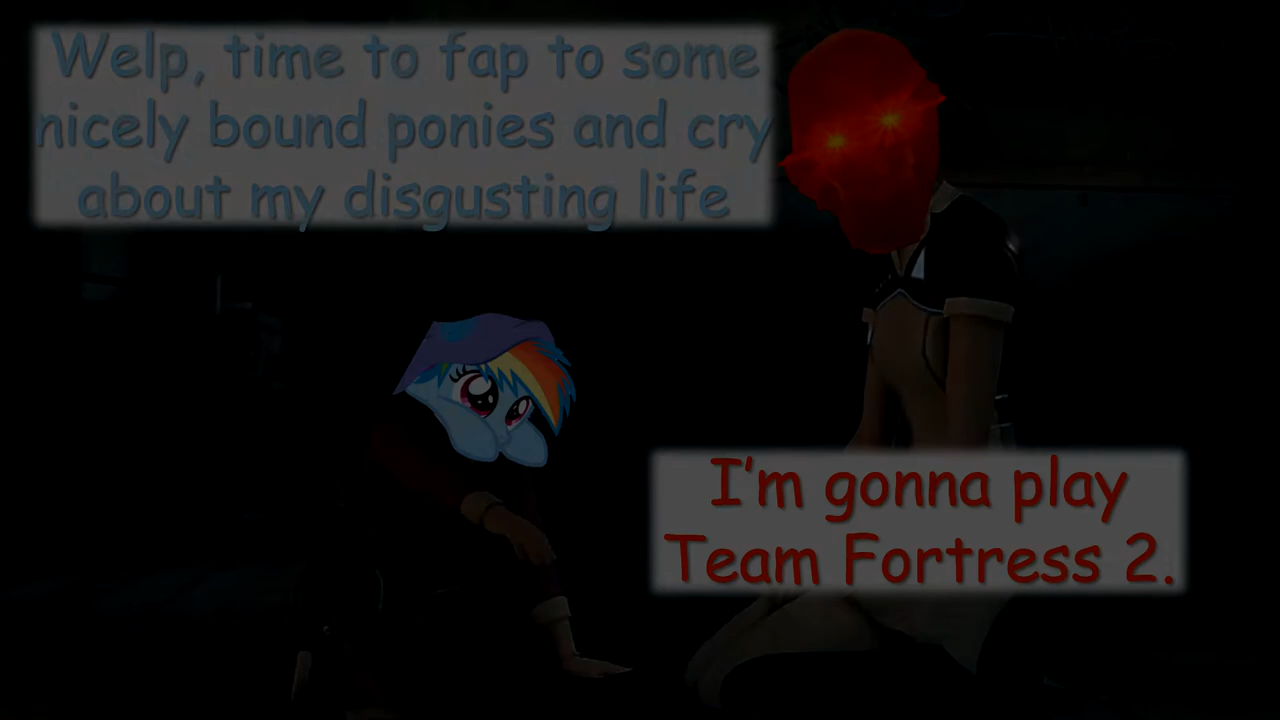 Welp, time to fap to some
nicely bound ponies and cry
about my disgusting life
I'm gonna play
Team Fortress 2.